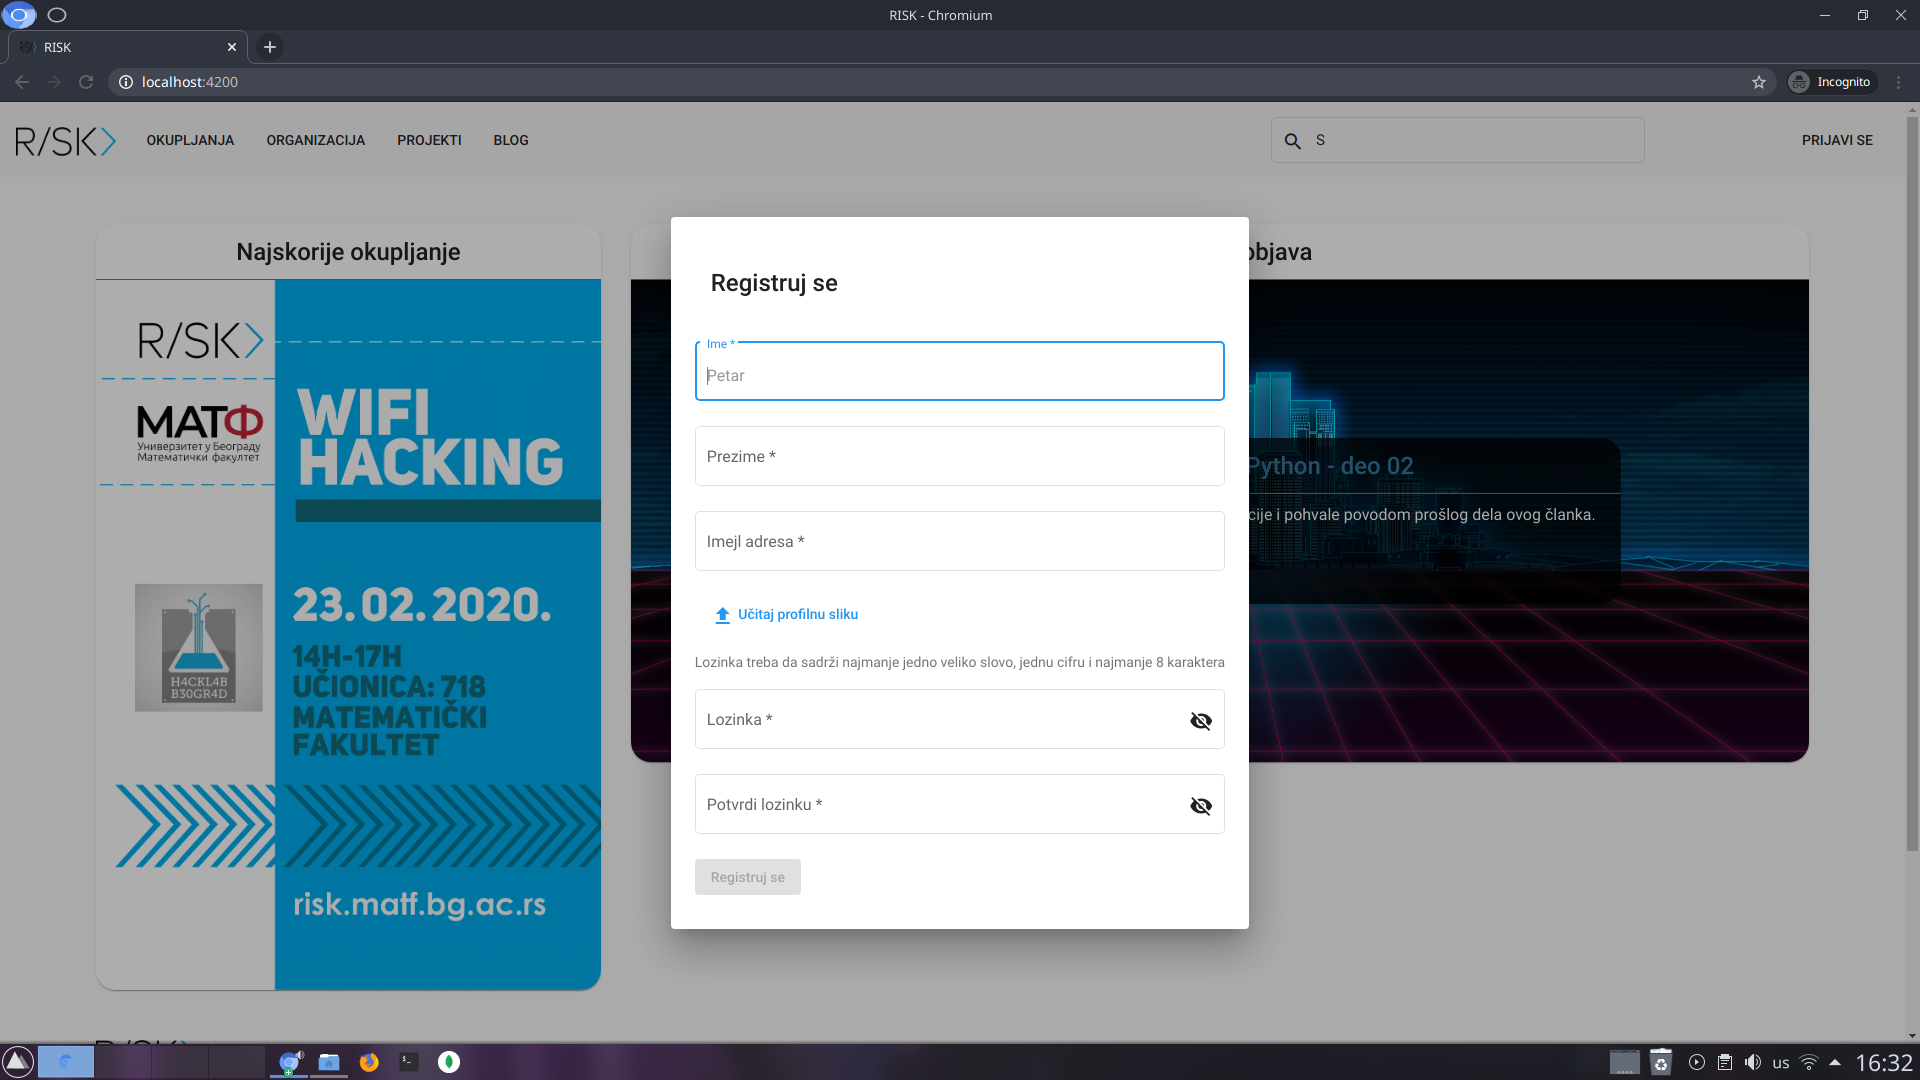 RISK - Chromium
RISK
localhost:4200
Incognito
R/SK>
OKUPLJANJA
ORGANIZACIJA
PROJEKTI
BLOG
S
PRIJAVI SE
Najskorije okupljanje
objava
R/SK>
МАТФ
Универзитет у Београду
Математички факултет
WIFI
HACKING
H4CKL4B
B30GR4D
23.02.2020.
14H-17H
UČIONICA: 718
MATEMATIČKI
FAKULTET
risk.matf.bg.ac.rs
Registruj se
Ime *
Petar
Prezime *
Imejl adresa *
Učitaj profilnu sliku
Lozinka treba da sadrži najmanje jedno veliko slovo, jednu cifru i najmanje 8 karaktera
Lozinka *
Potvrdi lozinku *
Registruj se
Python - deo 02
cije i pohvale povodom prošlog dela ovog članka.
us
16:32